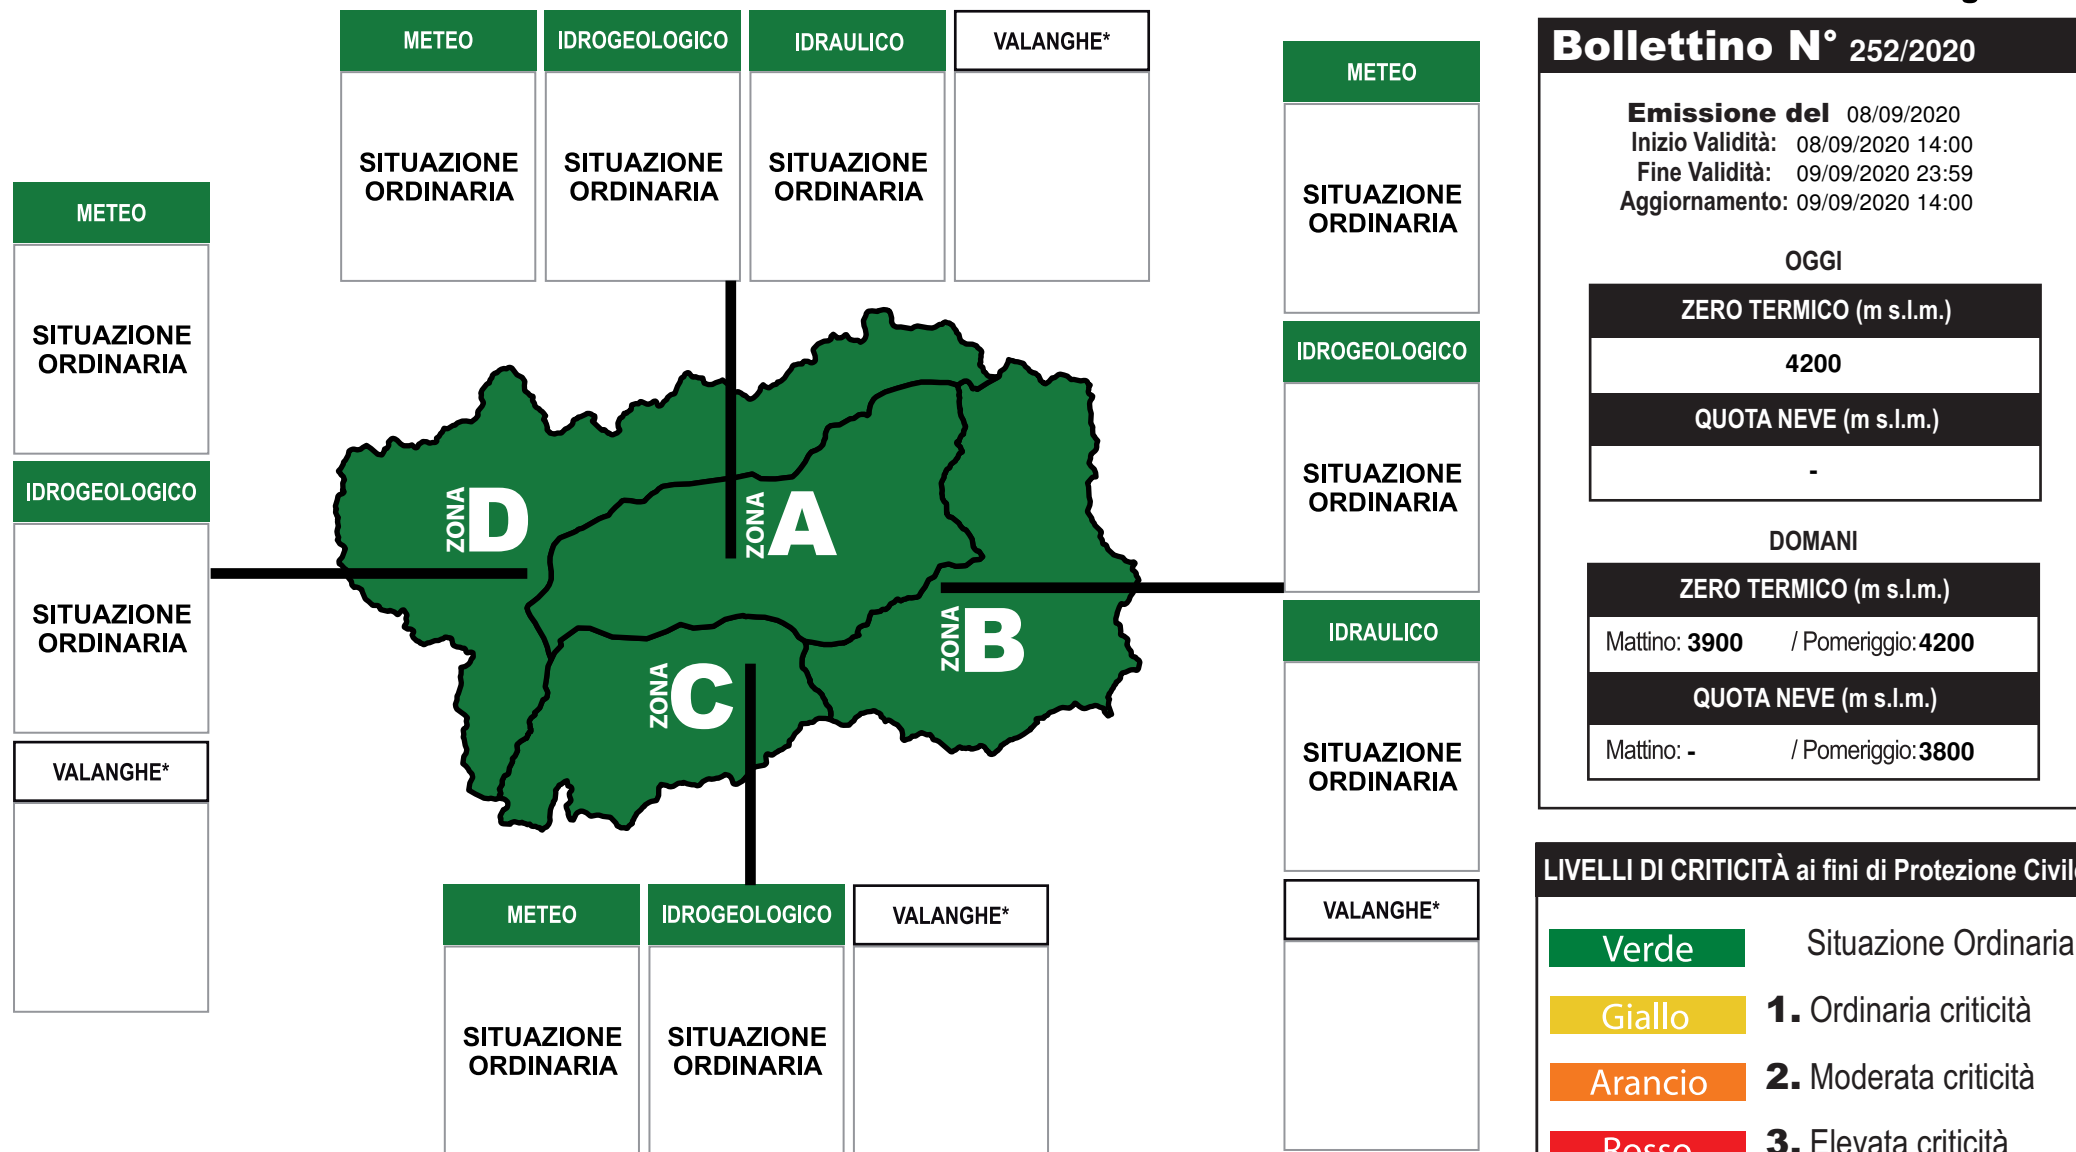 METEO
IDROGEOLOGICO
IDRAULICO
VALANGHE*
SITUAZIONE
ORDINARIA
SITUAZIONE
ORDINARIA
SITUAZIONE
ORDINARIA
METEO
SITUAZIONE
ORDINARIA
IDROGEOLOGICO
SITUAZIONE
ORDINARIA
VALANGHE*
ZONA D
ZONA A
ZONA B
ZONA C
METEO
SITUAZIONE
ORDINARIA
IDROGEOLOGICO
SITUAZIONE
ORDINARIA
IDRAULICO
SITUAZIONE
ORDINARIA
VALANGHE*
METEO
IDROGEOLOGICO
VALANGHE*
SITUAZIONE
ORDINARIA
SITUAZIONE
ORDINARIA
Bollettino N° 252/2020
Emissione del 08/09/2020
Inizio Validità: 08/09/2020 14:00
Fine Validità: 09/09/2020 23:59
Aggiornamento: 09/09/2020 14:00
OGGI
ZERO TERMICO (m s.l.m.)
4200
QUOTA NEVE (m s.l.m.)
-
DOMANI
ZERO TERMICO (m s.l.m.)
Mattino: 3900 / Pomeriggio: 4200
QUOTA NEVE (m s.l.m.)
Mattino: - / Pomeriggio: 3800
LIVELLI DI CRITICITÀ ai fini di Protezione Civile
Verde Situazione Ordinaria
Giallo 1. Ordinaria criticità
Arancio 2. Moderata criticità
Rosso 3. Elevata criticità